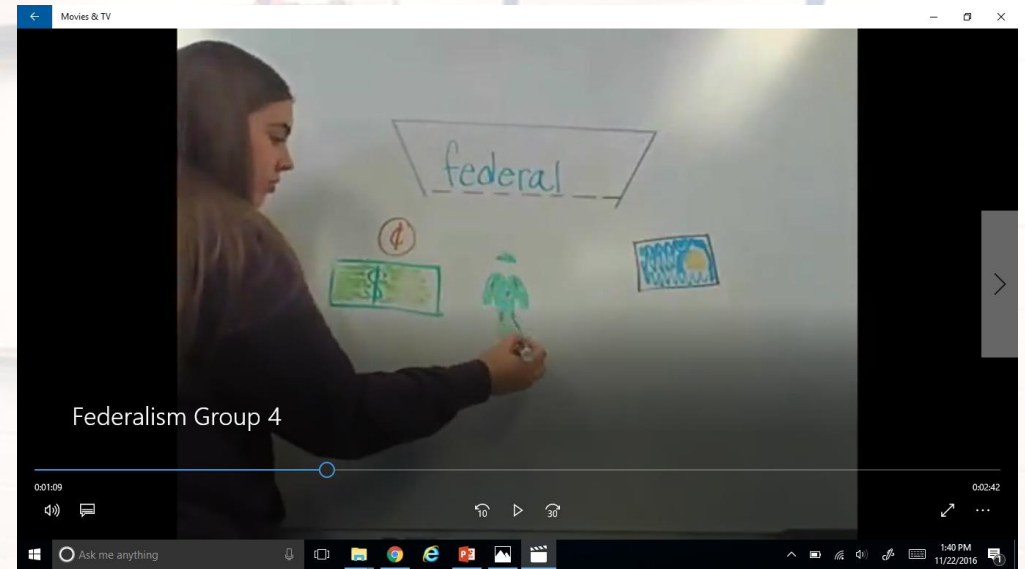 Movies & TV
federal
¢
$
Federalism Group 4
0:01:09
0:02:42
10
30
Ask me anything
1:40 PM
11/22/2016